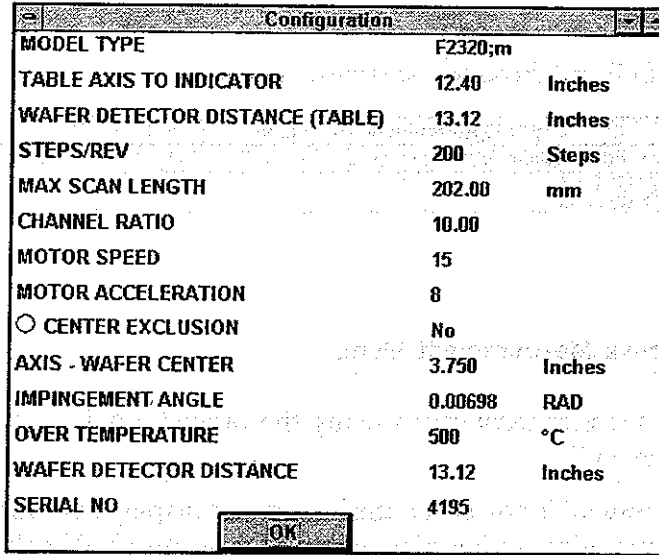 Configuration
MODEL TYPE F2320;m
TABLE AXIS TO INDICATOR 12.40 Inches
WAFER DETECTOR DISTANCE (TABLE) 13.12 Inches
STEPS/REV 200 Steps
MAX SCAN LENGTH 202.00 mm
CHANNEL RATIO 10.00
MOTOR SPEED 15
MOTOR ACCELERATION 8
CENTER EXCLUSION No
AXIS - WAFER CENTER 3.750 Inches
IMPINGEMENT ANGLE 0.00698 RAD
OVER TEMPERATURE 500 °C
WAFER DETECTOR DISTANCE 13.12 Inches
SERIAL NO 4195
OK